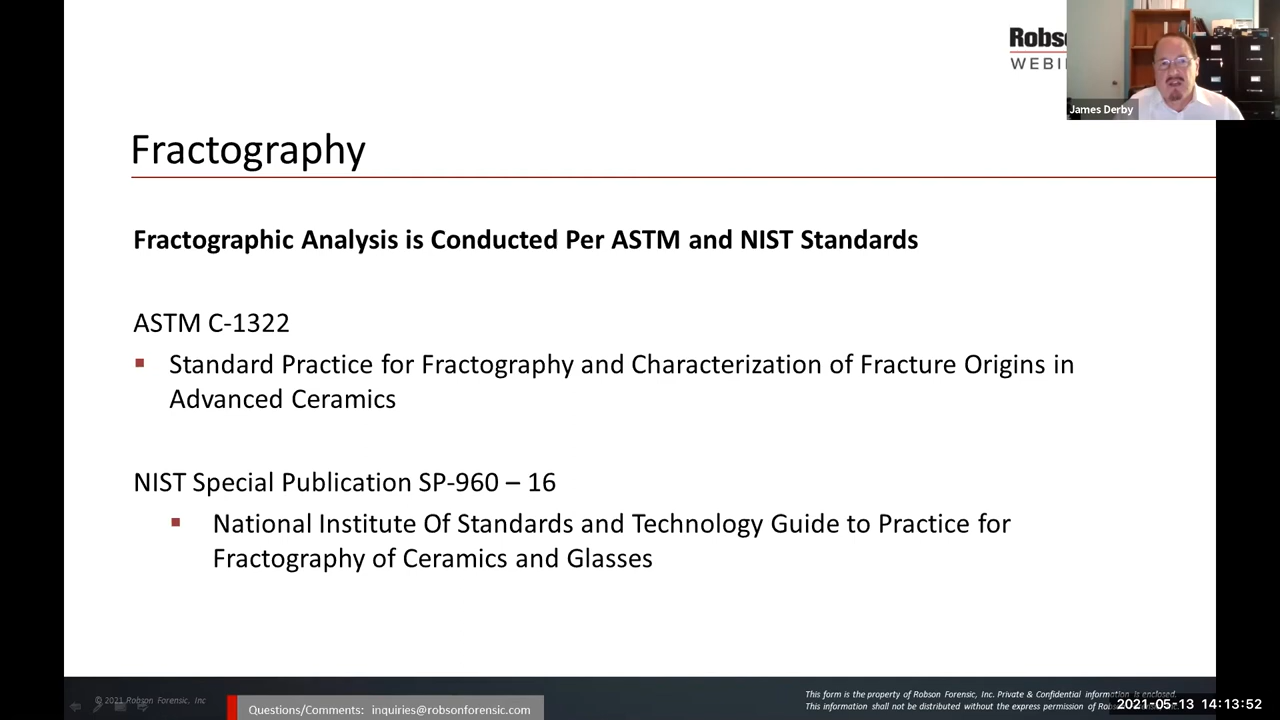 Robs
WEBI
James Derby
Fractography
Fractographic Analysis is Conducted Per ASTM and NIST Standards
ASTM C-1322
Standard Practice for Fractography and Characterization of Fracture Origins in
Advanced Ceramics
NIST Special Publication SP-960 – 16
National Institute Of Standards and Technology Guide to Practice for
Fractography of Ceramics and Glasses
© 2021 Robson Forensic. Inc
Questions/Comments: inquiries@robsonforensic.com
This form is the property of Robson Forensic, Inc. Private & Confidential information is enclosed.
This information shall not be distributed without the express permission of Robs
2021-05-13 14:13:52